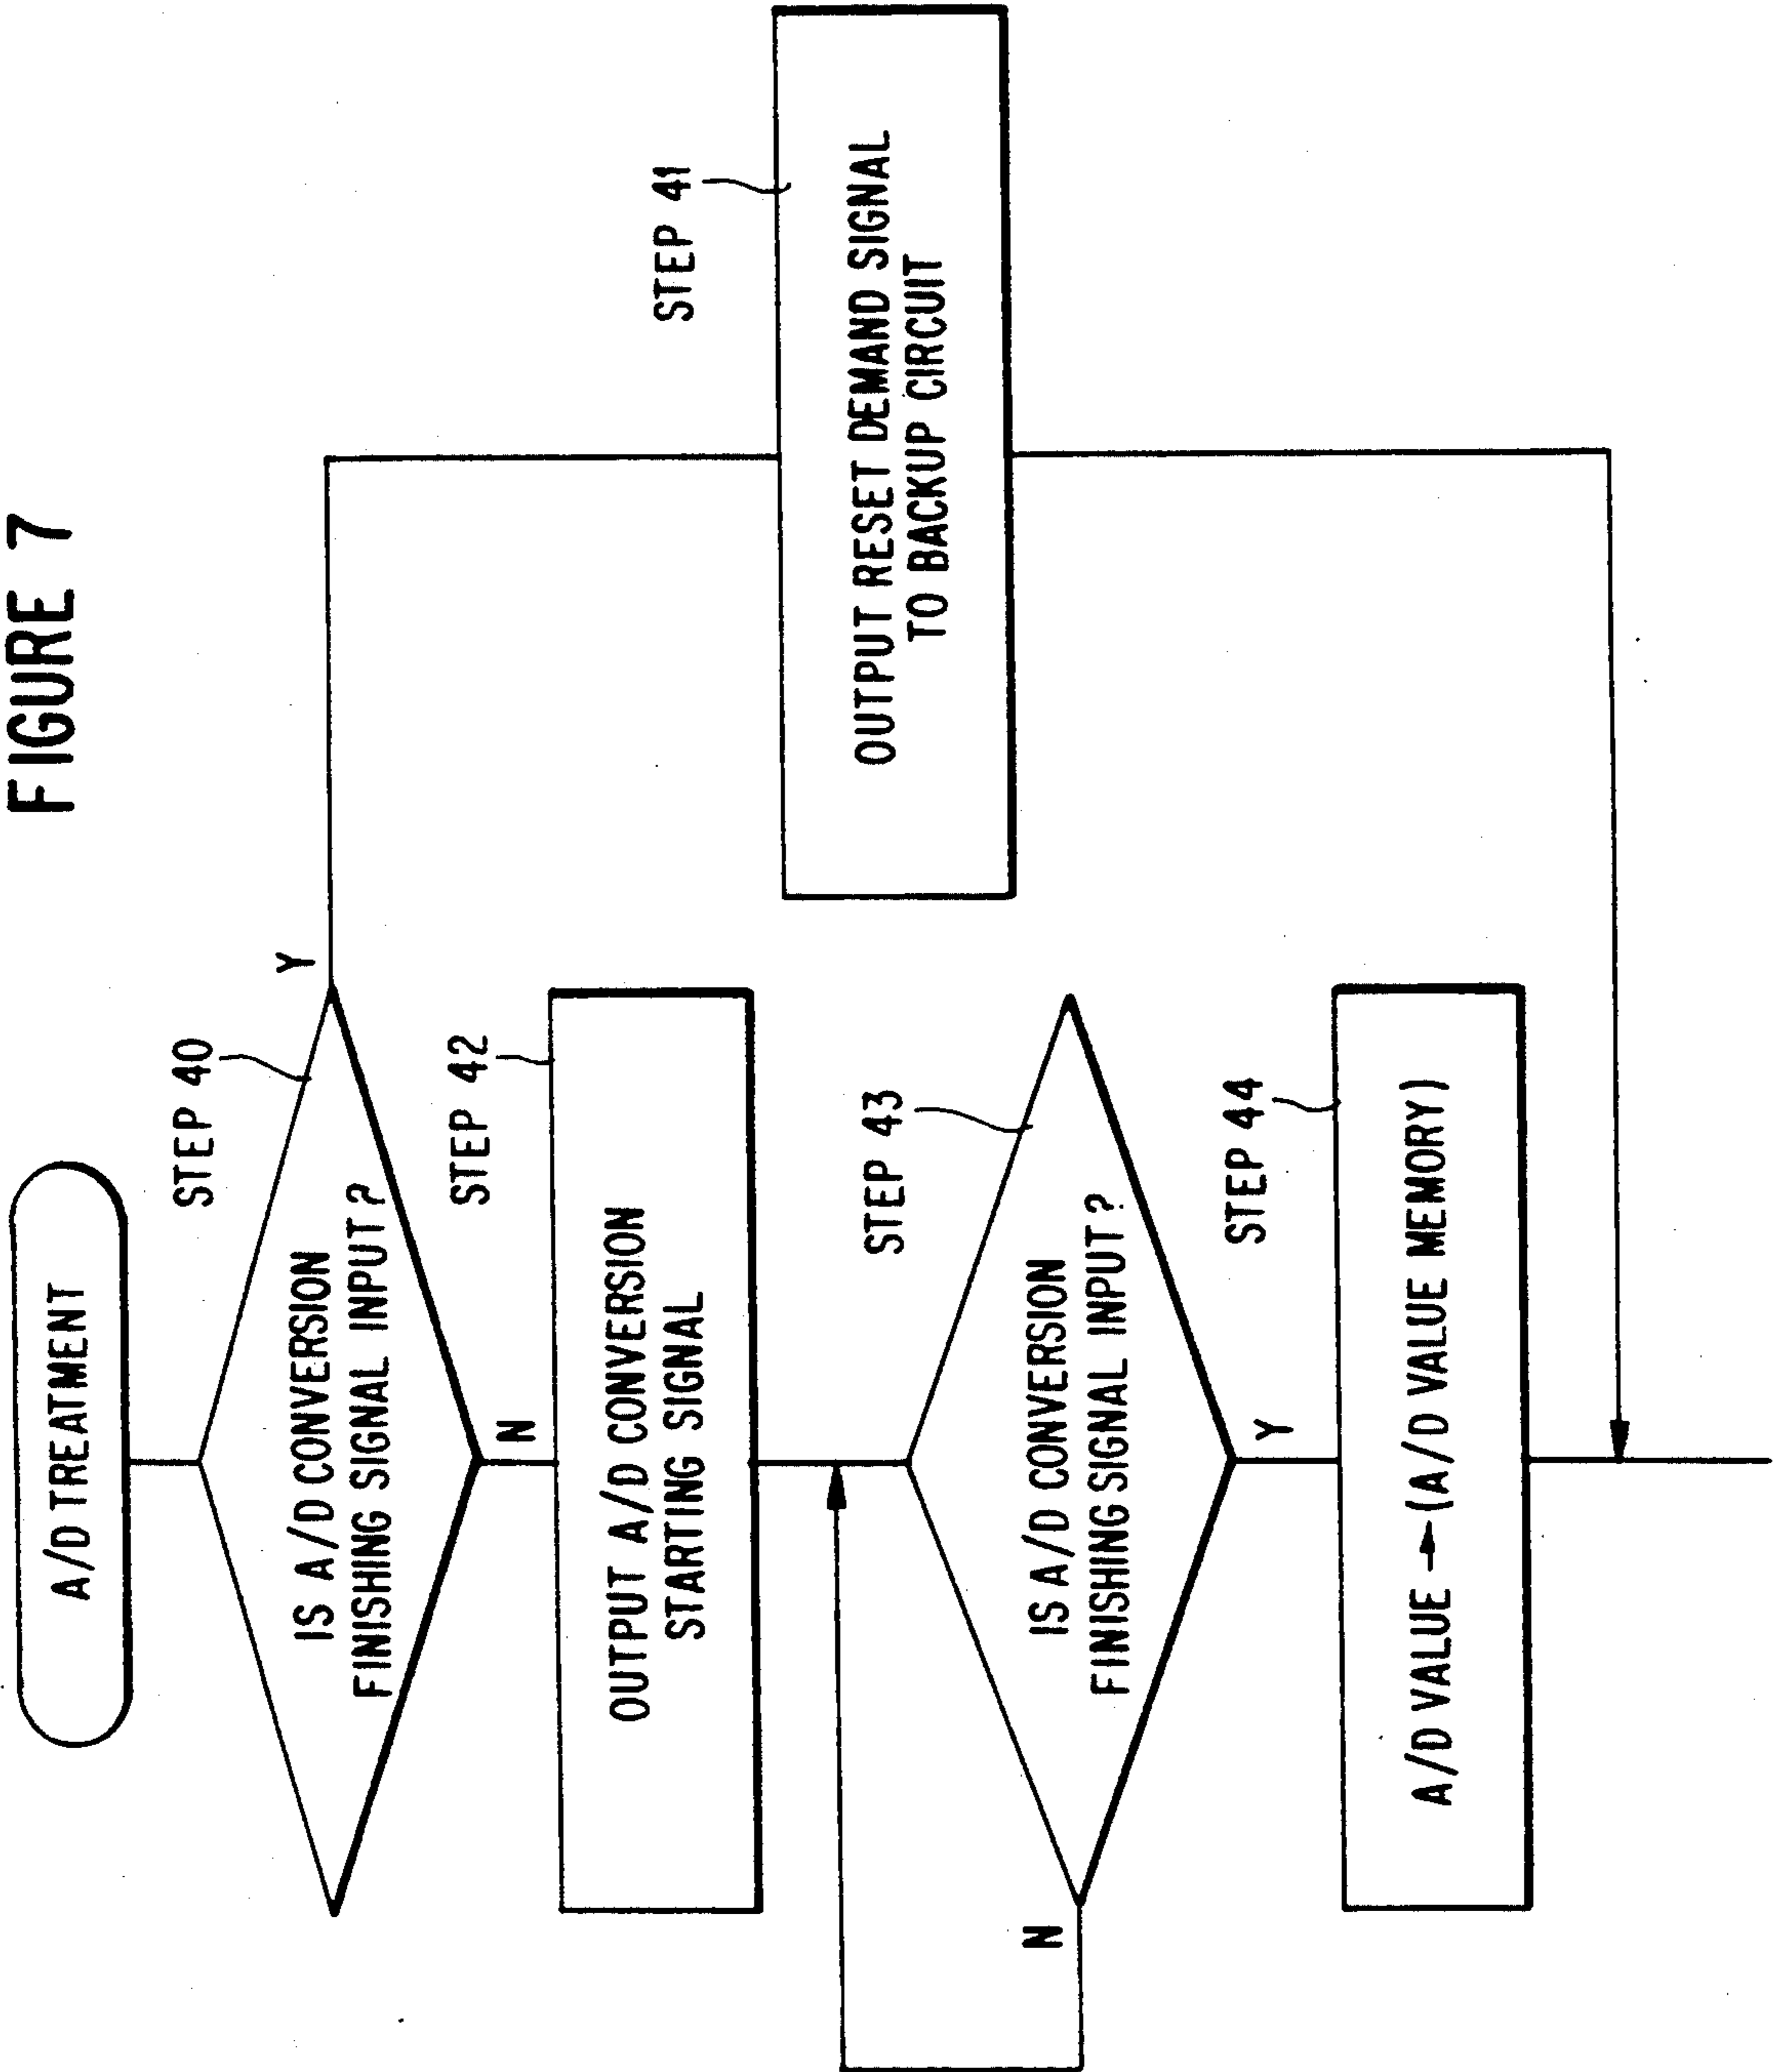 FIGURE 7
A/D TREATMENT
STEP 40
IS A/D CONVERSION
FINISHING SIGNAL INPUT?
Y
N
STEP 41
OUTPUT RESET DEMAND SIGNAL
TO BACKUP CIRCUIT
STEP 42
OUTPUT A/D CONVERSION
STARTING SIGNAL
STEP 43
IS A/D CONVERSION
FINISHING SIGNAL INPUT?
N
Y
STEP 44
A/D VALUE → (A/D VALUE MEMORY)